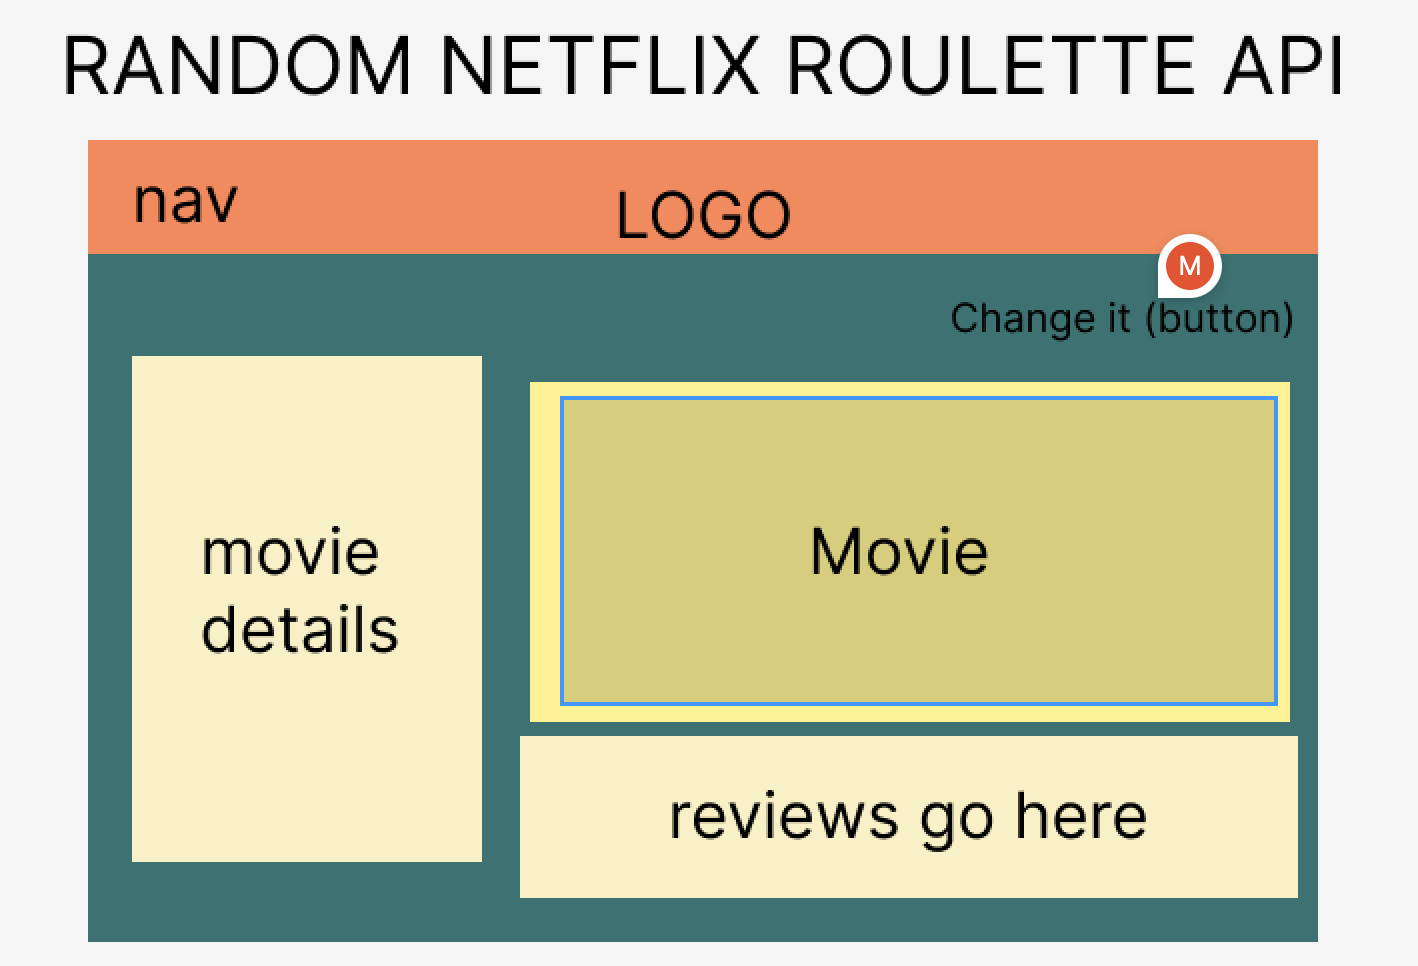 RANDOM NETFLIX ROULETTE API
nav
LOGO
M
Change it (button)
movie
details
Movie
reviews go here